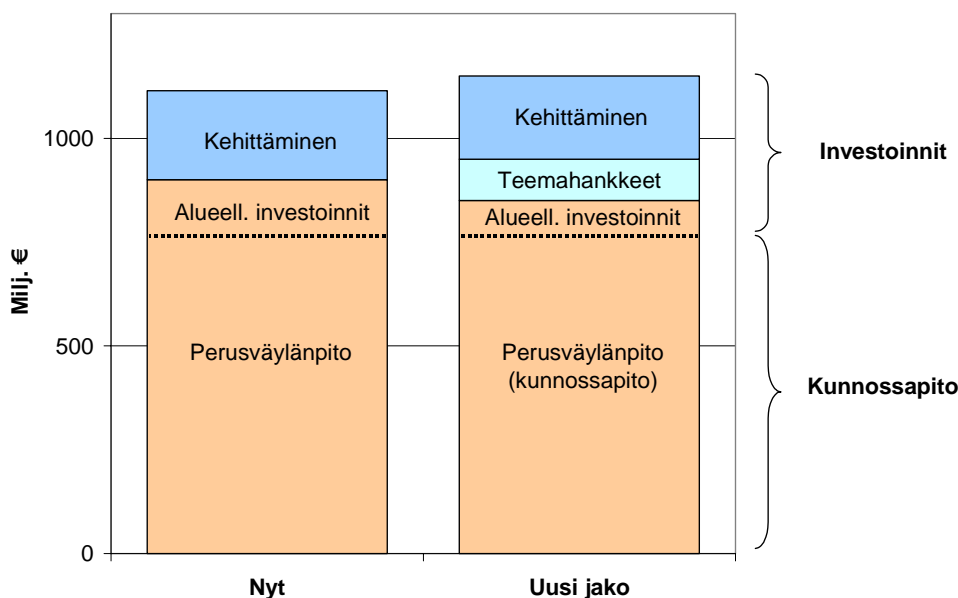 Kehittäminen
Kehittäminen
1000
Investoinnit
Teemahankkeet
Alueell. investoinnit
Alueell. investoinnit
Milj. €
500
Perusväylänpito
Perusväylänpito
(kunnossapito)
Kunnossapito
0
Nyt
Uusi jako